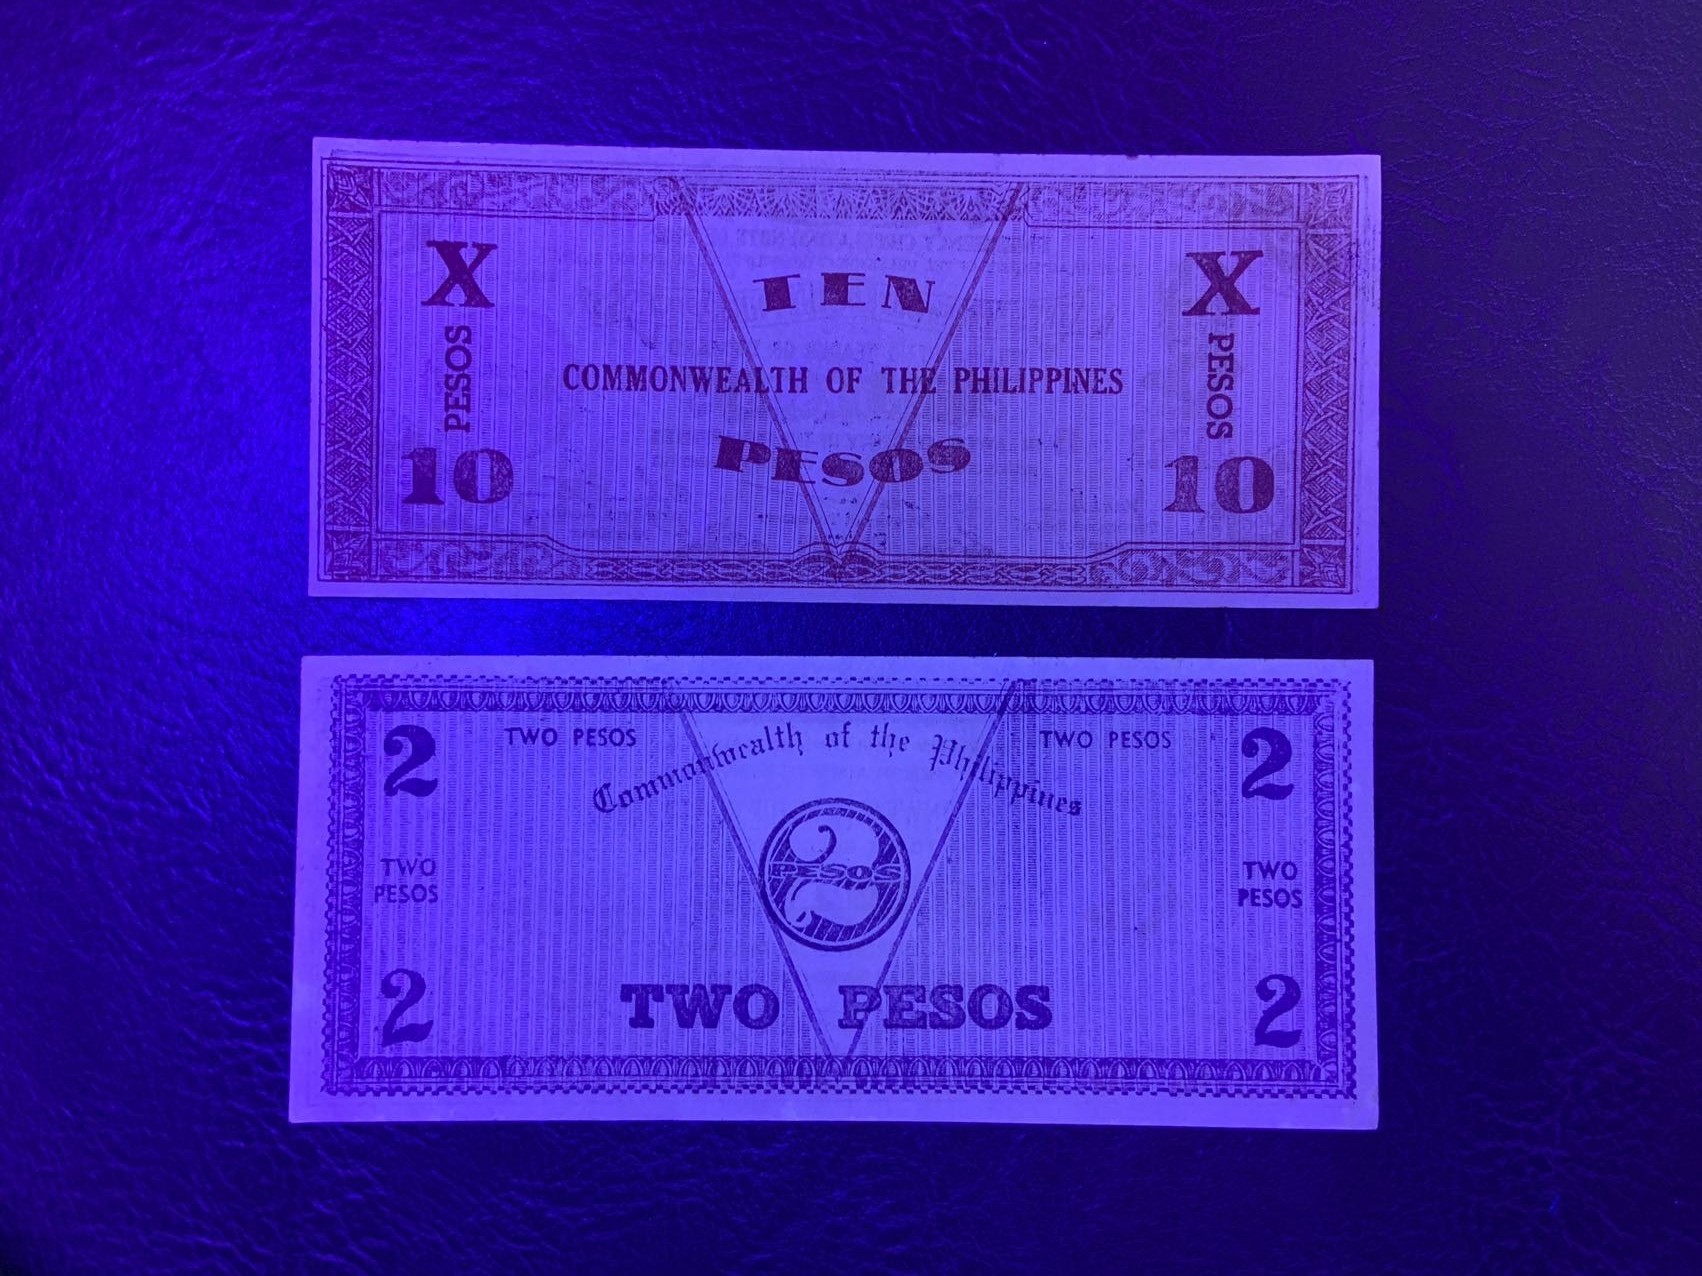 X X
TEN
PESOS PESOS
COMMONWEALTH OF THE PHILIPPINES
PESOS
10 10
2 TWO PESOS Commonwealth of the Philippines TWO PESOS 2
2
PESOS
TWO PESOS TWO PESOS
2 TWO PESOS 2